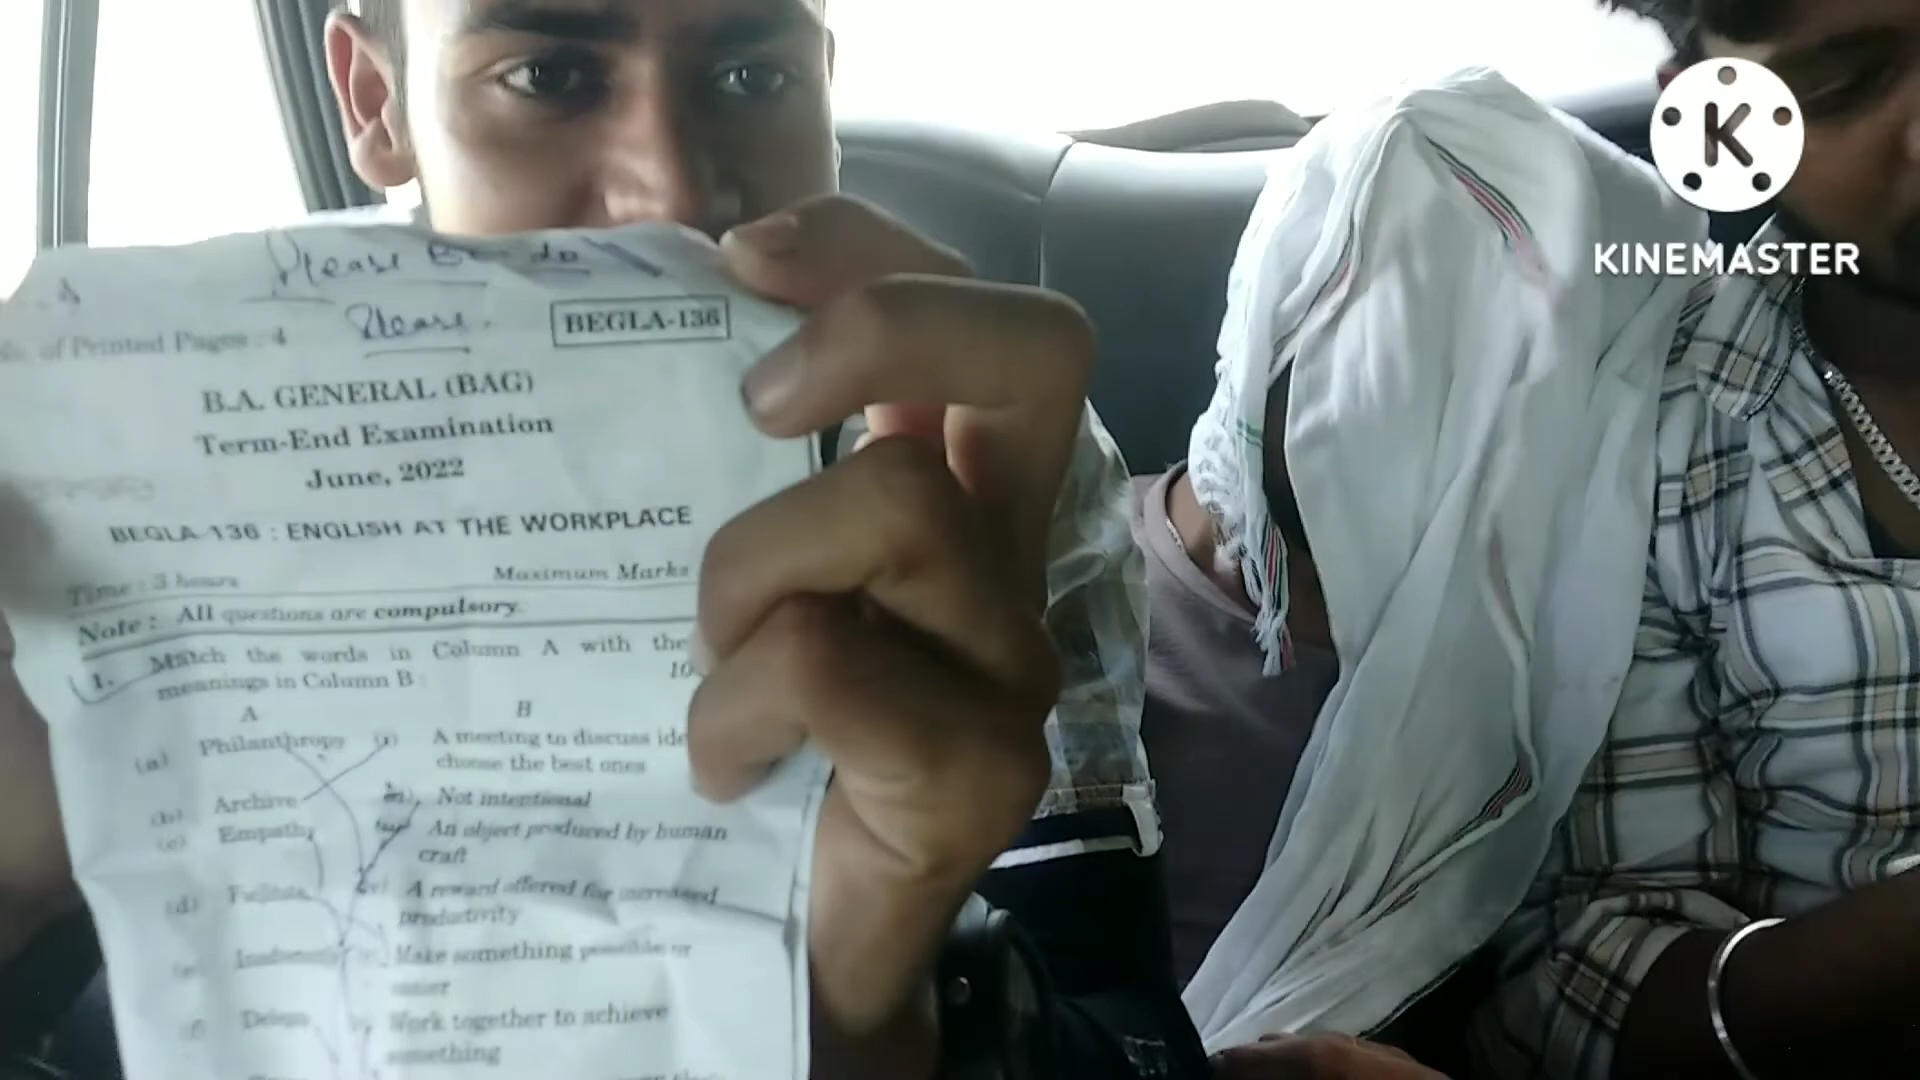 Please
Please.
of Printed Pages : 4
BEGLA-136
B.A. GENERAL (BAG)
Term-End Examination
June, 2022
BEGLA-136 : ENGLISH AT THE WORKPLACE
Time : 3 hours
Maximum Marks
Note : All questions are compulsory.
1. Match the words in Column A with the
meanings in Column B :
10
A
B
(a) Philanthropy
(i) A meeting to discuss ide
choose the best ones
(b) Archive
Not intentional
(c) Empathy
An object produced by human
craft
(d) Facilitate
A reward offered for increased
productivity
(e)
Make something possible or
easier
(f)
Work together to achieve
something
K
KINEMASTER